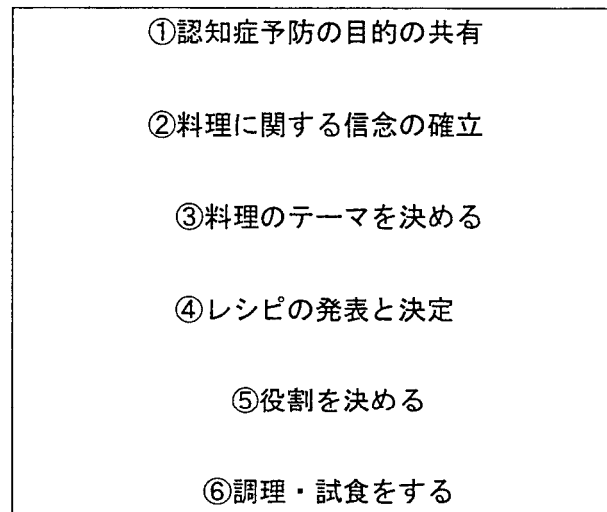 ①認知症予防の目的の共有
②料理に関する信念の確立
③料理のテーマを決める
④レシピの発表と決定
⑤役割を決める
⑥調理・試食をする